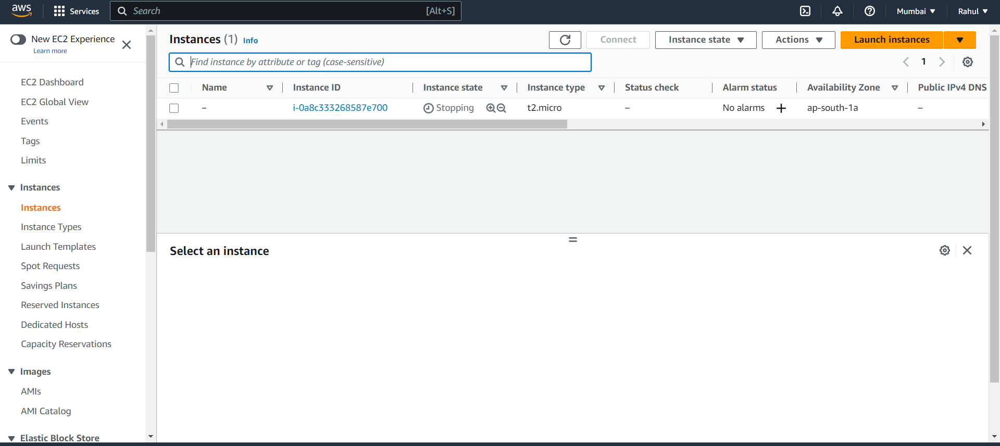 aws Services Search [Alt+S] Mumbai Rahul
New EC2 Experience
Learn more
EC2 Dashboard
EC2 Global View
Events
Tags
Limits
Instances
Instances
Instance Types
Launch Templates
Spot Requests
Savings Plans
Reserved Instances
Dedicated Hosts
Capacity Reservations
Images
AMIs
AMI Catalog
Elastic Block Store
Instances (1) Info Connect Instance state Actions Launch instances
Find instance by attribute or tag (case-sensitive) 1
Name Instance ID Instance state Instance type Status check Alarm status Availability Zone Public IPv4 DNS
– i-0a8c333268587e700 Stopping t2.micro – No alarms + ap-south-1a –
Select an instance